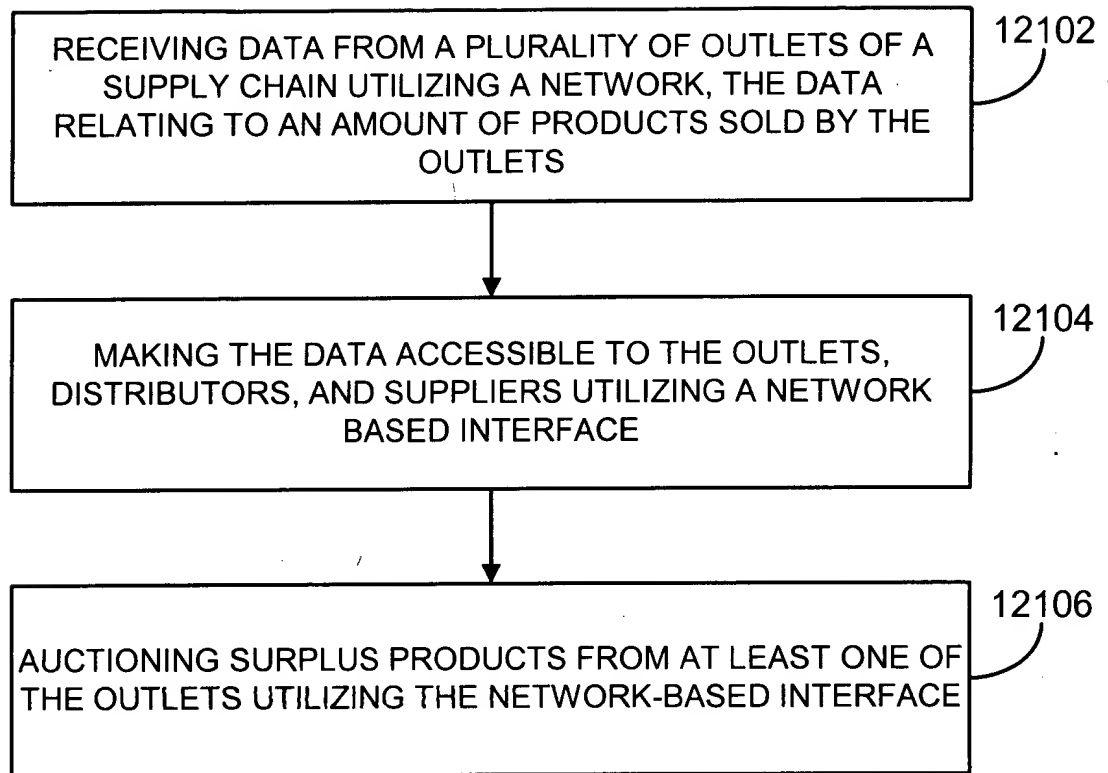 RECEIVING DATA FROM A PLURALITY OF OUTLETS OF A
SUPPLY CHAIN UTILIZING A NETWORK, THE DATA
RELATING TO AN AMOUNT OF PRODUCTS SOLD BY THE
OUTLETS
12102
MAKING THE DATA ACCESSIBLE TO THE OUTLETS,
DISTRIBUTORS, AND SUPPLIERS UTILIZING A NETWORK
BASED INTERFACE
12104
AUCTIONING SURPLUS PRODUCTS FROM AT LEAST ONE OF
THE OUTLETS UTILIZING THE NETWORK-BASED INTERFACE
12106